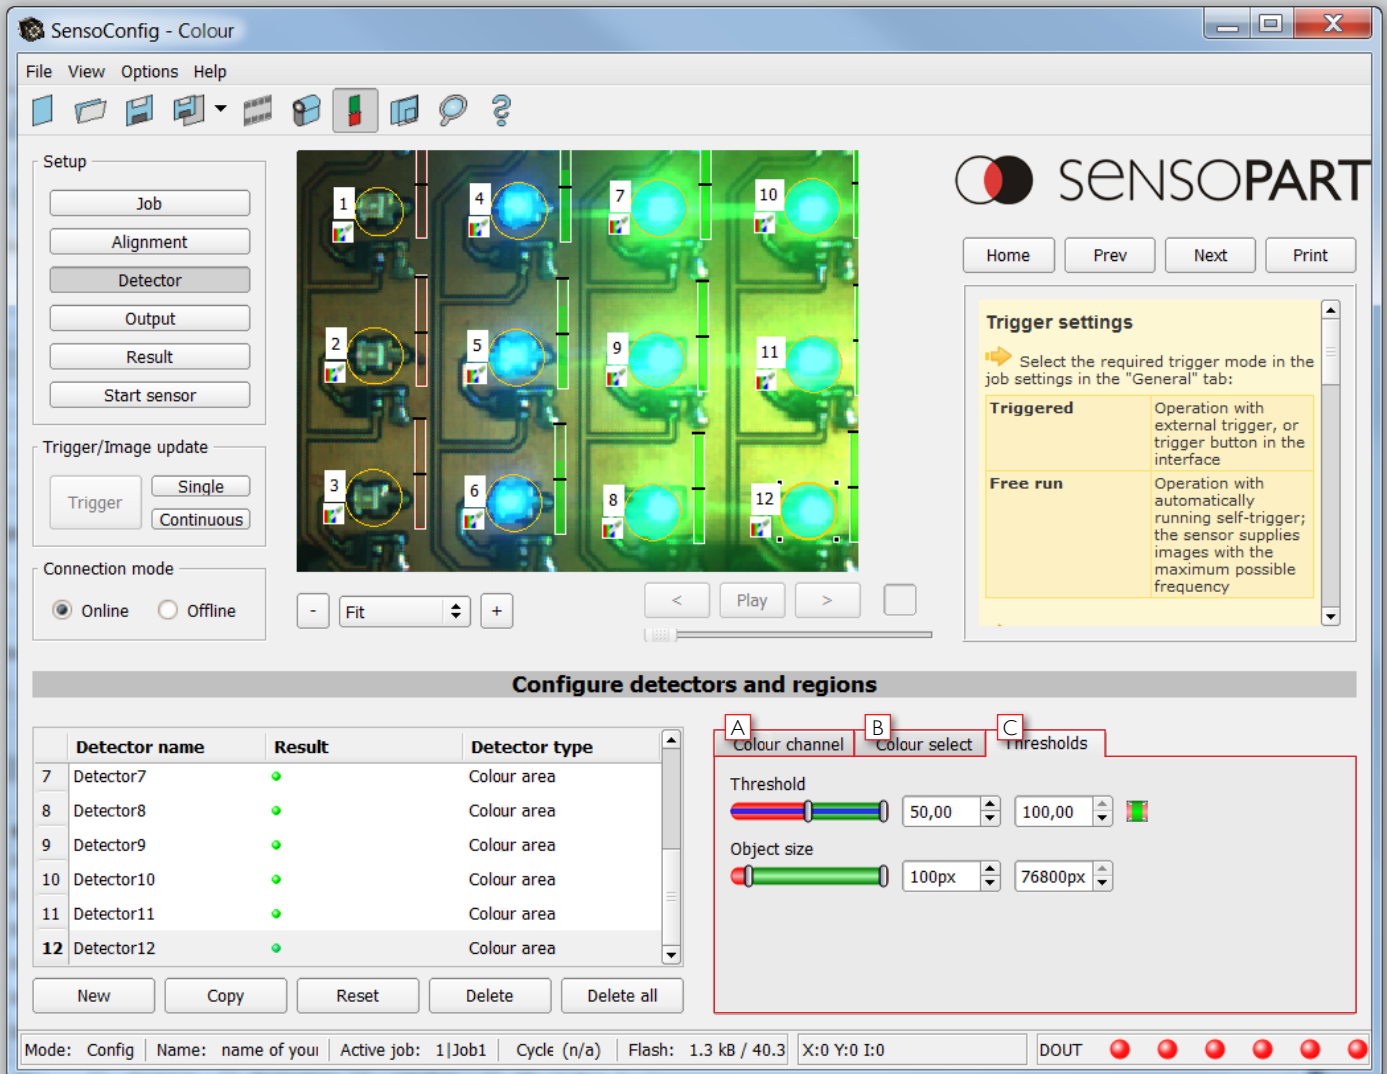 SensoConfig - Colour
File View Options Help
Setup
Job
Alignment
Detector
Output
Result
Start sensor
Trigger/Image update
Trigger
Single
Continuous
Connection mode
Online Offline
1 4 7 10
2 5 9 11
3 6 8 12
- Fit +
< Play >
SENSOPART
Home Prev Next Print
Trigger settings
Select the required trigger mode in the
job settings in the "General" tab:
Triggered
Operation with
external trigger, or
trigger button in the
interface
Free run
Operation with
automatically
running self-trigger;
the sensor supplies
images with the
maximum possible
frequency
Configure detectors and regions
Detector name Result Detector type
7 Detector7 Colour area
8 Detector8 Colour area
9 Detector9 Colour area
10 Detector10 Colour area
11 Detector11 Colour area
12 Detector12 Colour area
New Copy Reset Delete Delete all
A B C
Colour channel Colour select Thresholds
Threshold
50,00 100,00
Object size
100px 76800px
Mode: Config Name: name of your Active job: 1|Job1 Cycle (n/a) Flash: 1.3 kB / 40.3 X:0 Y:0 I:0 DOUT